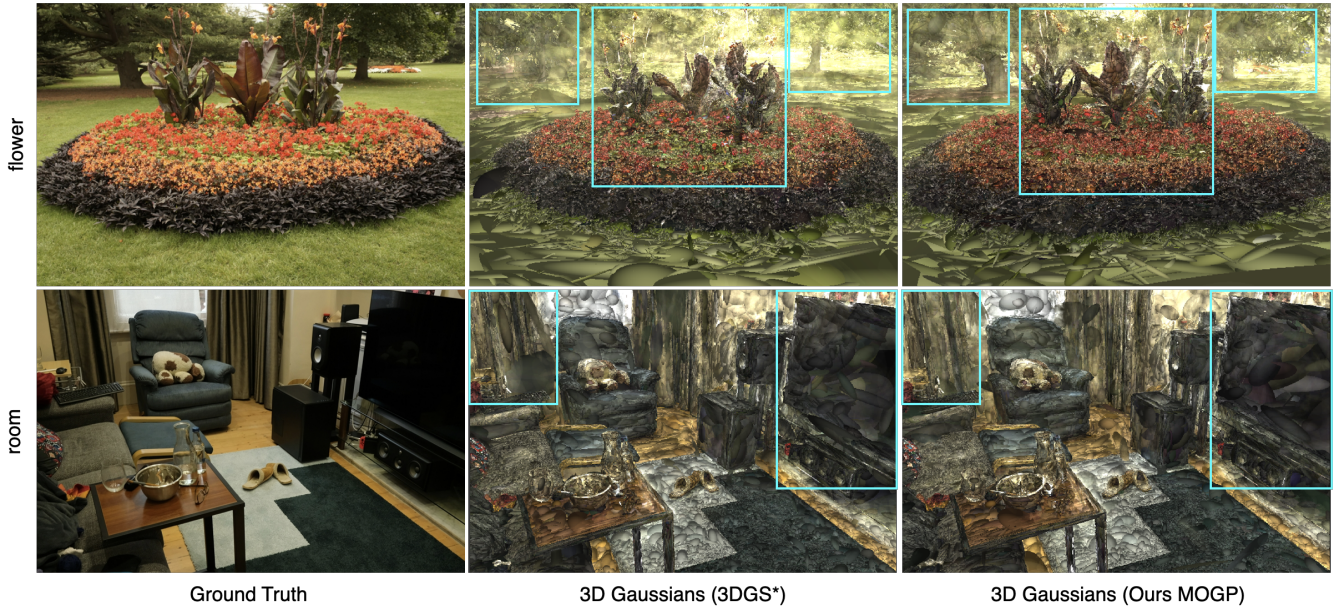 flower
room
Ground Truth
3D Gaussians (3DGS*)
3D Gaussians (Ours MOGP)